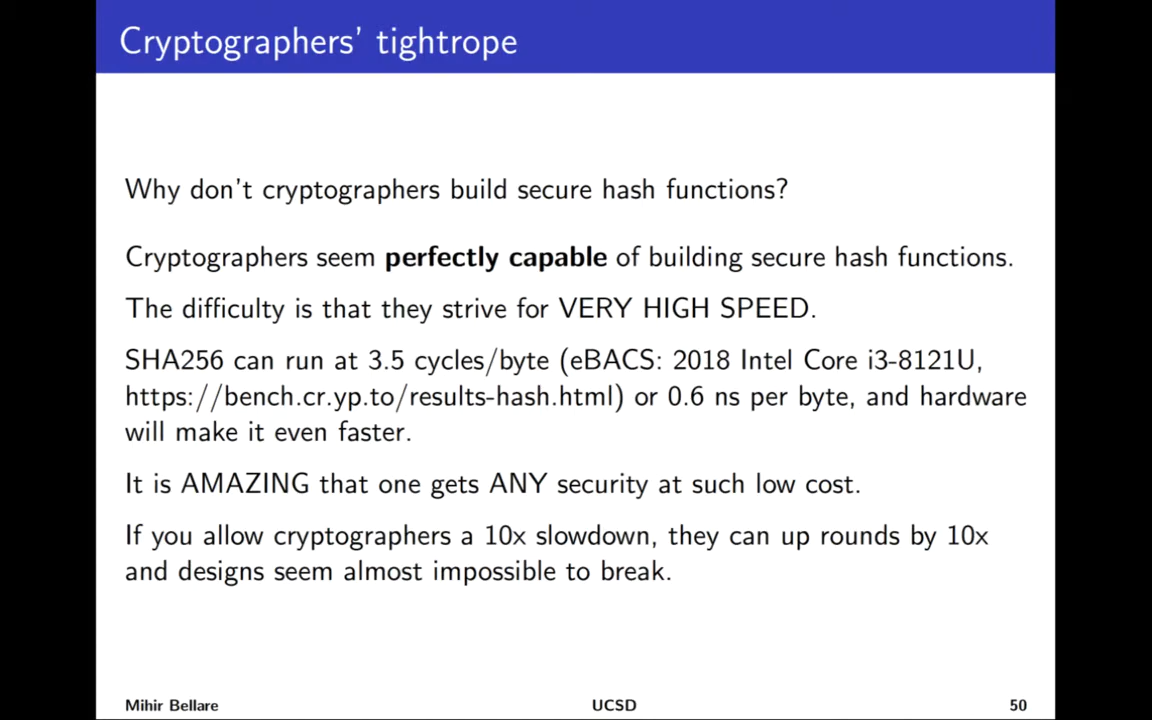 Cryptographers' tightrope
Why don't cryptographers build secure hash functions?
Cryptographers seem perfectly capable of building secure hash functions.
The difficulty is that they strive for VERY HIGH SPEED.
SHA256 can run at 3.5 cycles/byte (eBACS: 2018 Intel Core i3-8121U,
https://bench.cr.yp.to/results-hash.html) or 0.6 ns per byte, and hardware
will make it even faster.
It is AMAZING that one gets ANY security at such low cost.
If you allow cryptographers a 10x slowdown, they can up rounds by 10x
and designs seem almost impossible to break.
Mihir Bellare UCSD 50